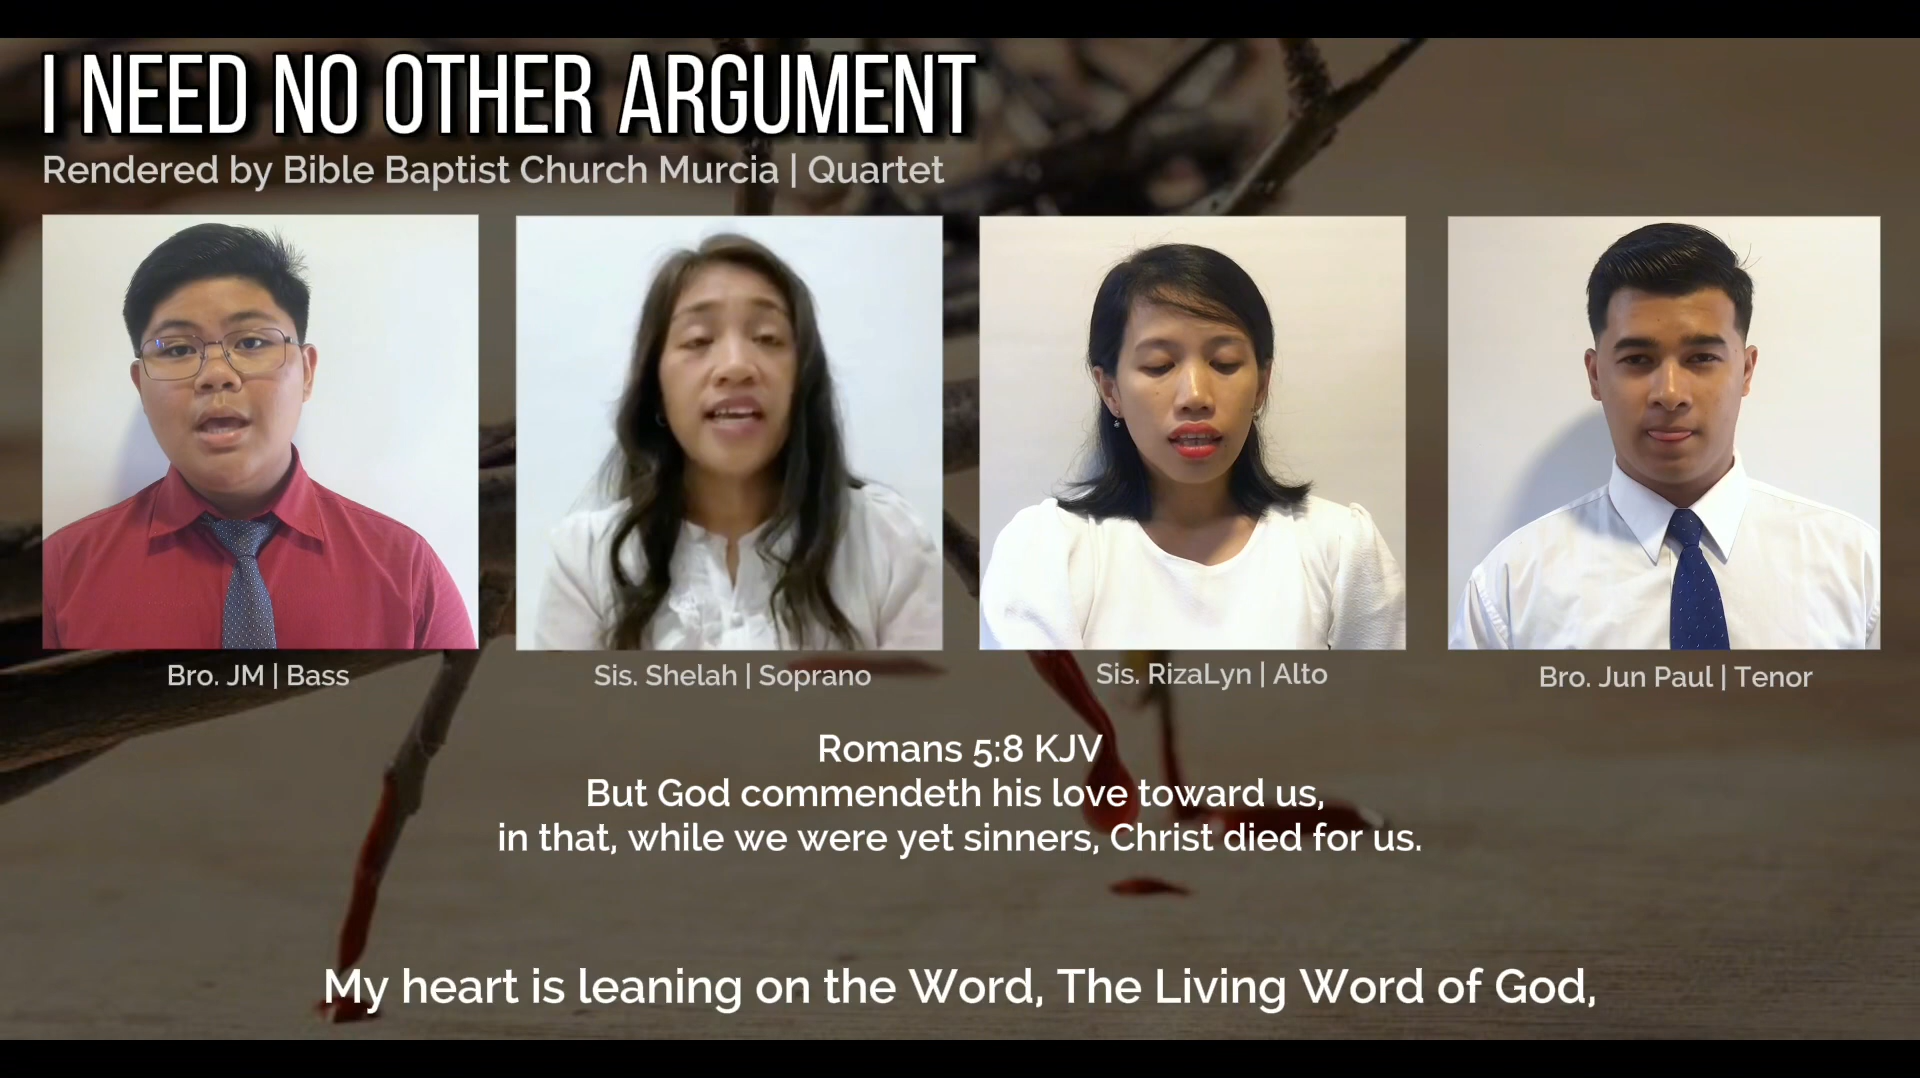 I NEED NO OTHER ARGUMENT
Rendered by Bible Baptist Church Murcia | Quartet
Bro. JM | Bass
Sis. Shelah | Soprano
Sis. RizaLyn | Alto
Bro. Jun Paul | Tenor
Romans 5:8 KJV
But God commendeth his love toward us,
in that, while we were yet sinners, Christ died for us.
My heart is leaning on the Word, The Living Word of God,